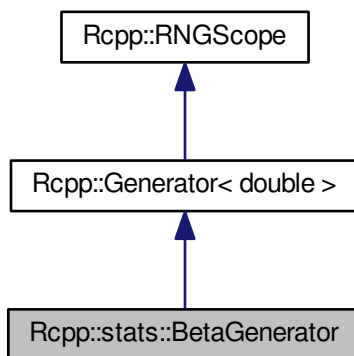 Rcpp::RNGScope
Rcpp::Generator< double >
Rcpp::stats::BetaGenerator